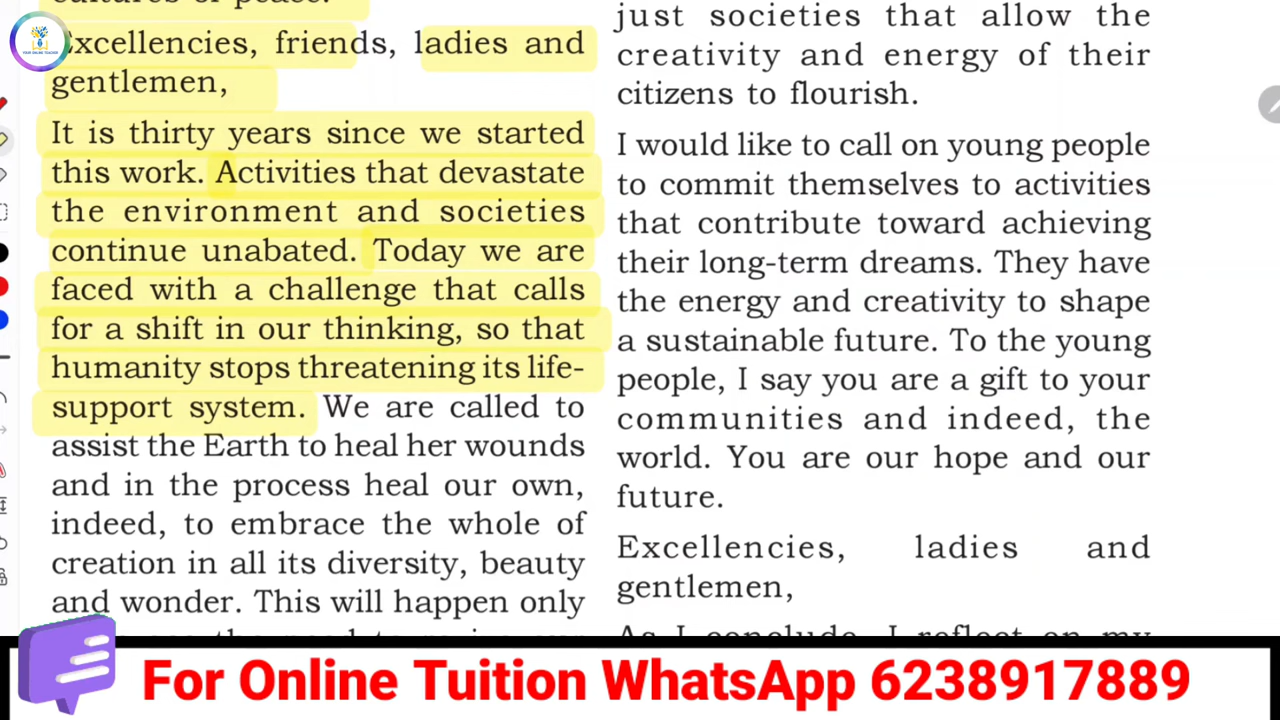 cultures of peace.
Excellencies, friends, ladies and
gentlemen,
It is thirty years since we started
this work. Activities that devastate
the environment and societies
continue unabated. Today we are
faced with a challenge that calls
for a shift in our thinking, so that
humanity stops threatening its life-
support system. We are called to
assist the Earth to heal her wounds
and in the process heal our own,
indeed, to embrace the whole of
creation in all its diversity, beauty
and wonder. This will happen only
just societies that allow the
creativity and energy of their
citizens to flourish.
I would like to call on young people
to commit themselves to activities
that contribute toward achieving
their long-term dreams. They have
the energy and creativity to shape
a sustainable future. To the young
people, I say you are a gift to your
communities and indeed, the
world. You are our hope and our
future.
Excellencies, ladies and
gentlemen,
As I conclude, I reflect on my
For Online Tuition WhatsApp 6238917889